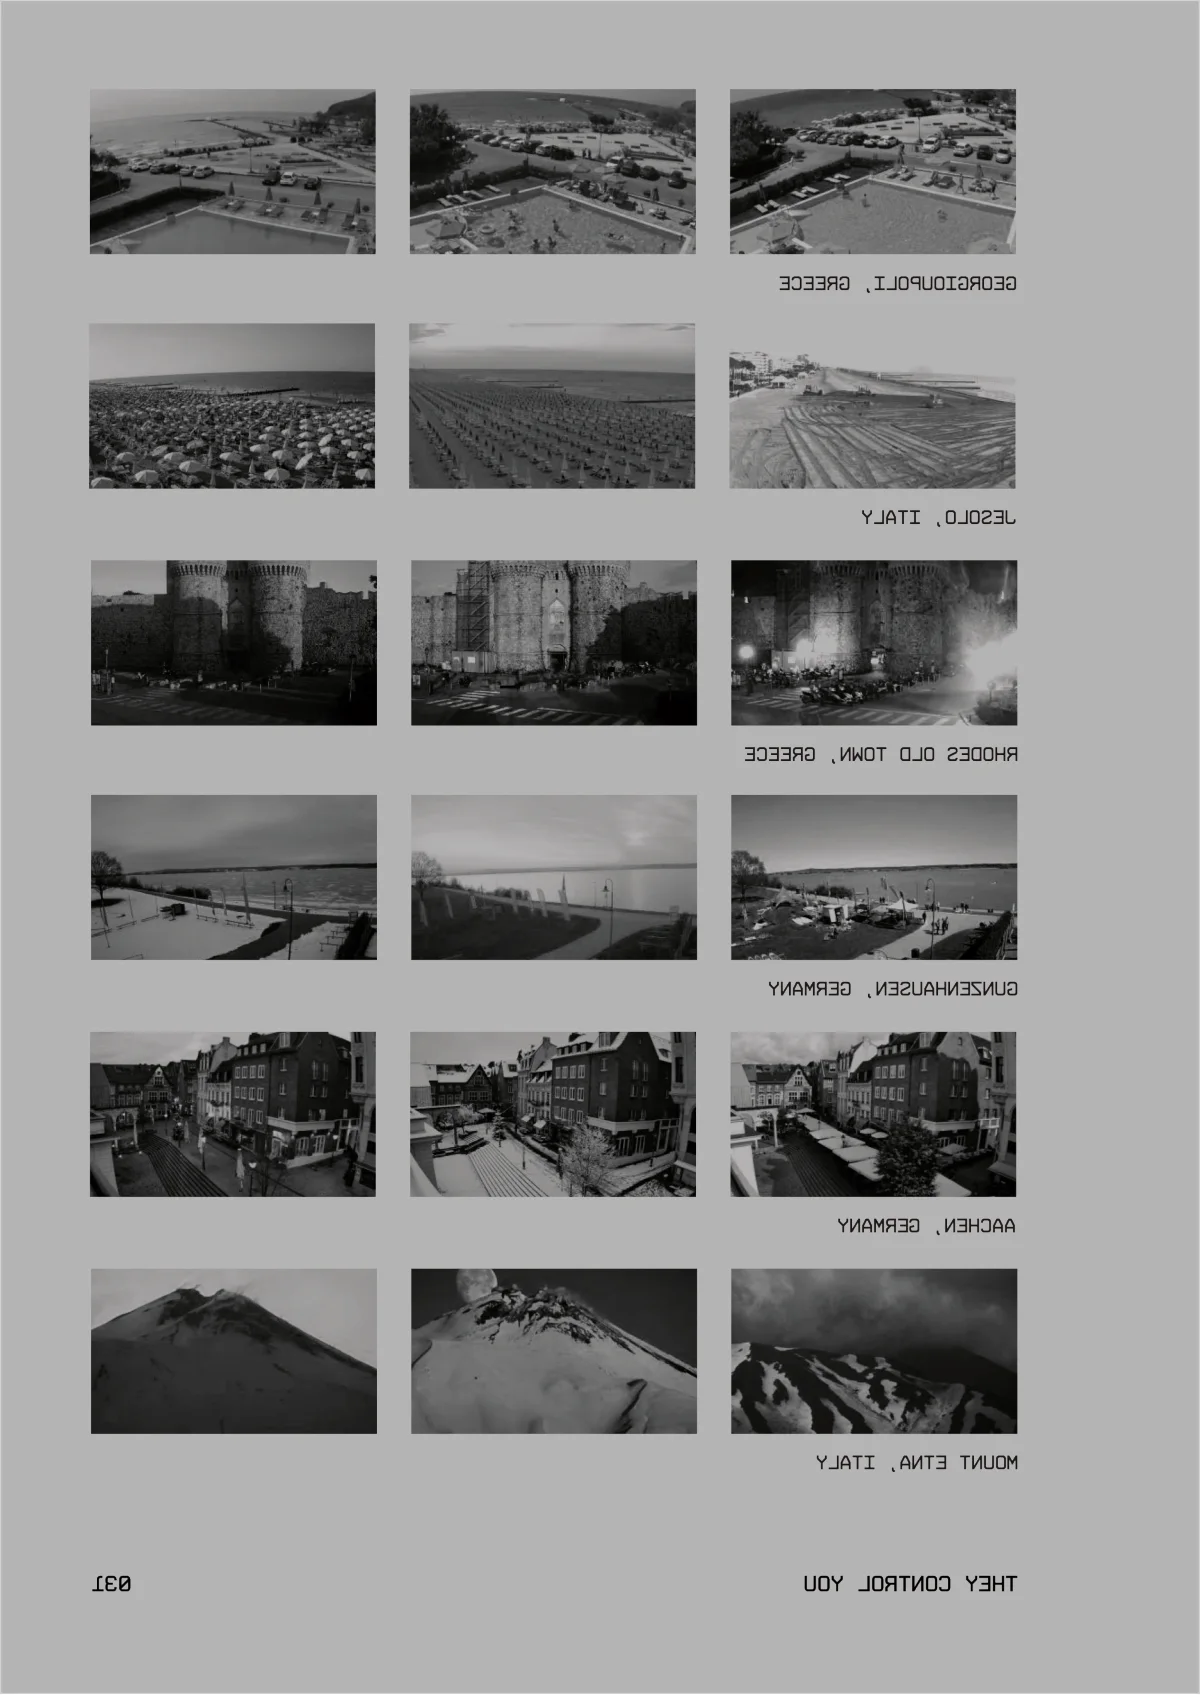 GEORGIOUPOLI, GREECE
JESOLO, ITALY
RHODES OLD TOWN, GREECE
GUNZENHAUSEN, GERMANY
AACHEN, GERMANY
MOUNT ETNA, ITALY
THEY CONTROL YOU
031